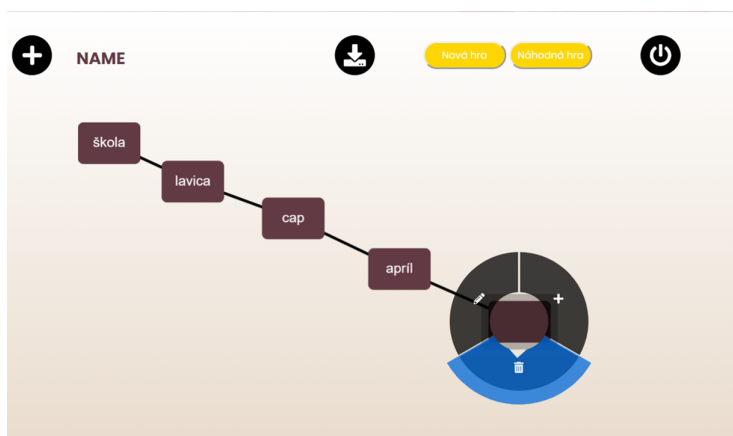 NAME
Nová hra
Náhodná hra
škola
lavica
cap
apríl